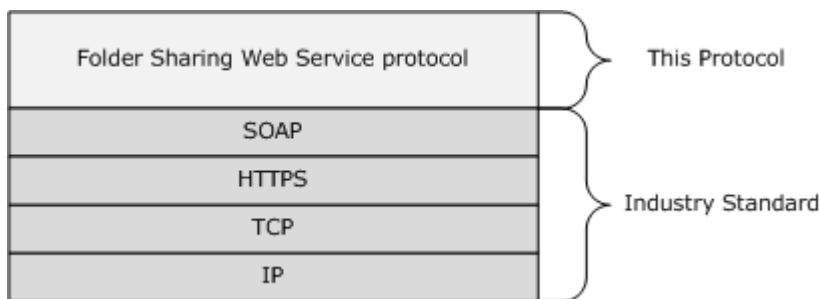 Folder Sharing Web Service protocol
This Protocol
SOAP
HTTPS
TCP
IP
Industry Standard